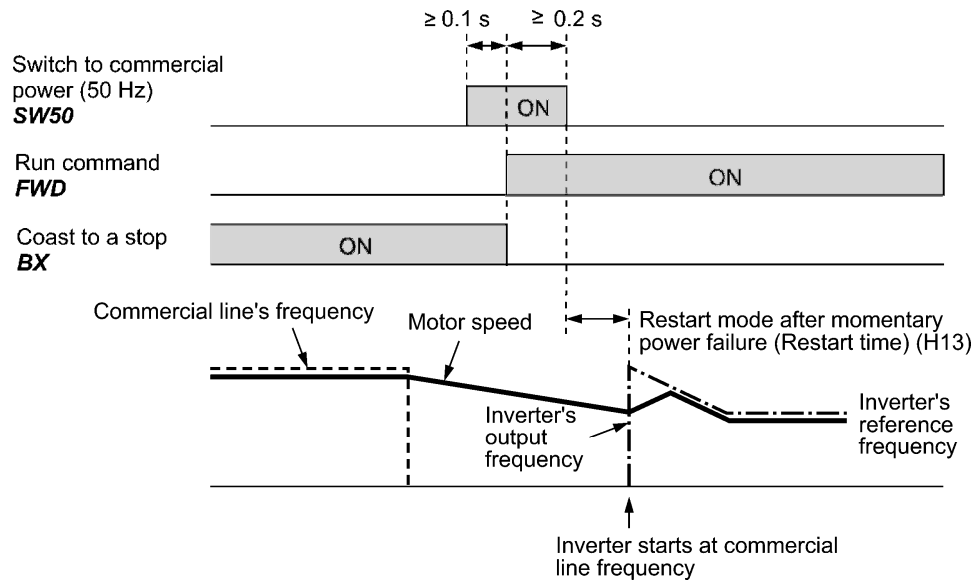 ≥ 0.1 s
≥ 0.2 s
Switch to commercial
power (50 Hz)
SW50
ON
Run command
FWD
ON
Coast to a stop
BX
ON
Commercial line's frequency
Motor speed
Restart mode after momentary
power failure (Restart time) (H13)
Inverter's
output
frequency
Inverter's
reference
frequency
Inverter starts at commercial
line frequency